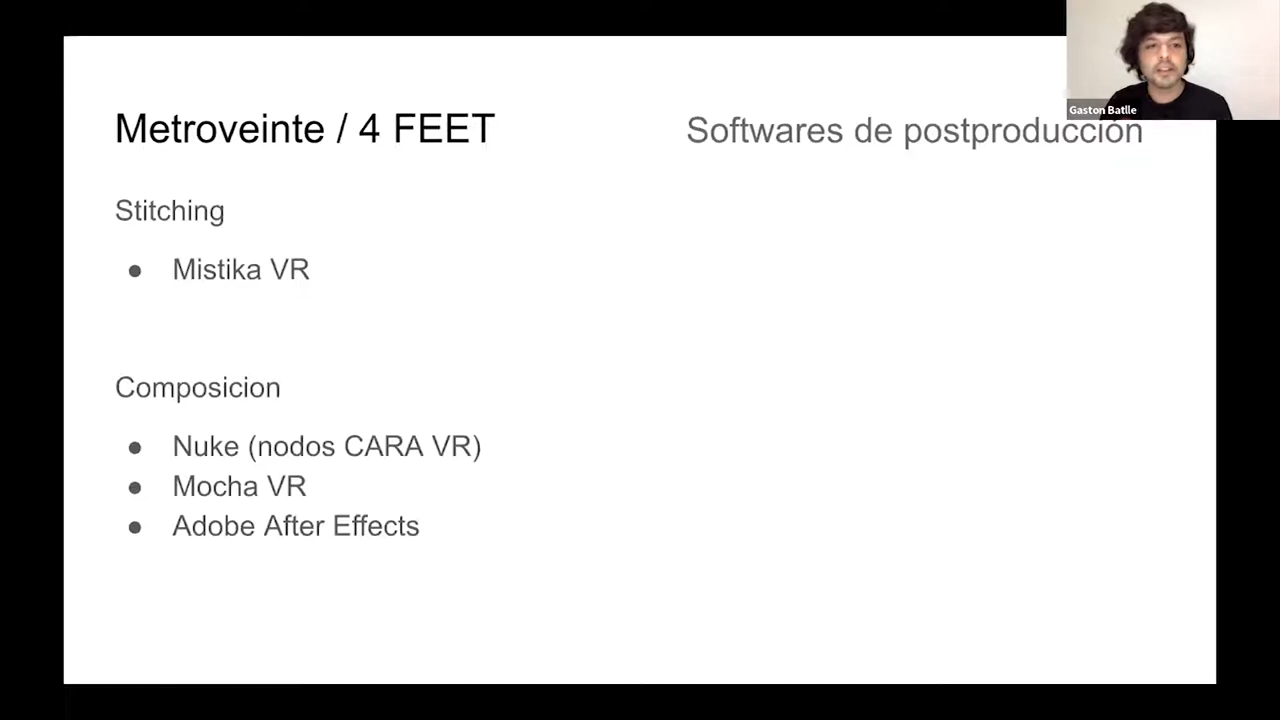 Metroveinte / 4 FEET
Softwares de postproducción
Gaston Batlle
Stitching
● Mistika VR
Composicion
● Nuke (nodos CARA VR)
● Mocha VR
● Adobe After Effects